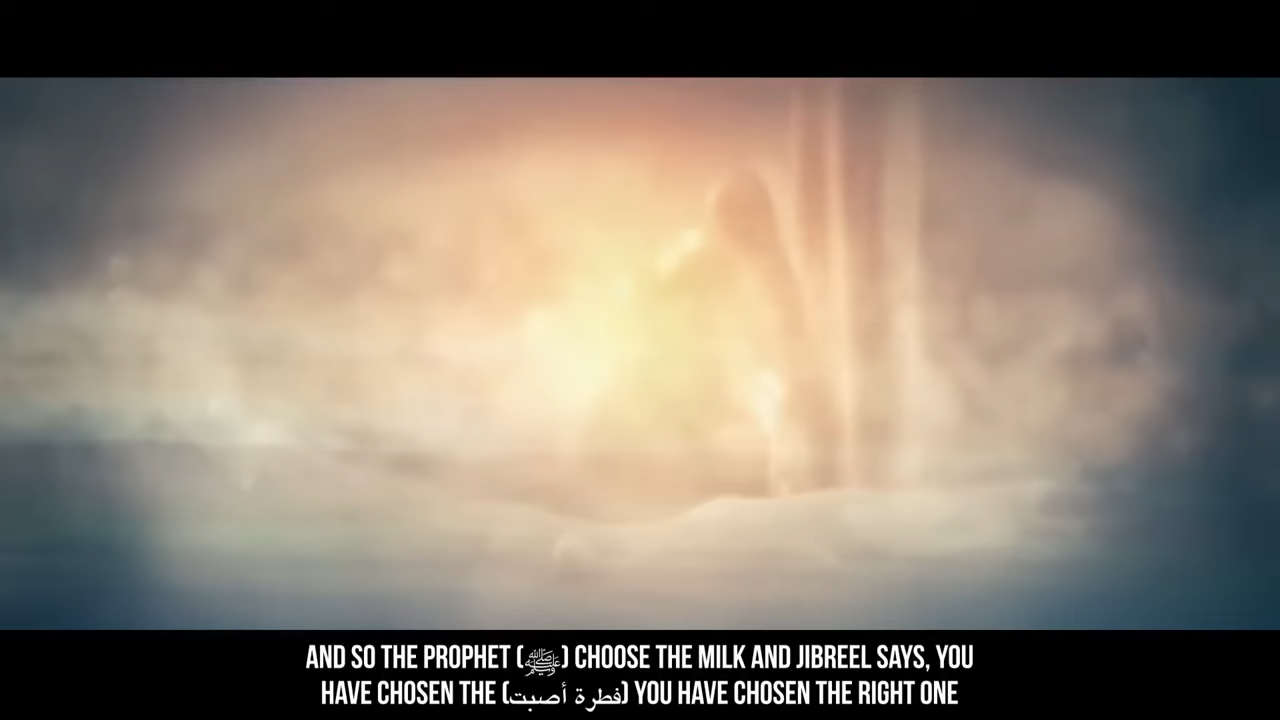 AND SO THE PROPHET (ﷺ) CHOOSE THE MILK AND JIBREEL SAYS, YOU
HAVE CHOSEN THE (فطرة أصبت) YOU HAVE CHOSEN THE RIGHT ONE